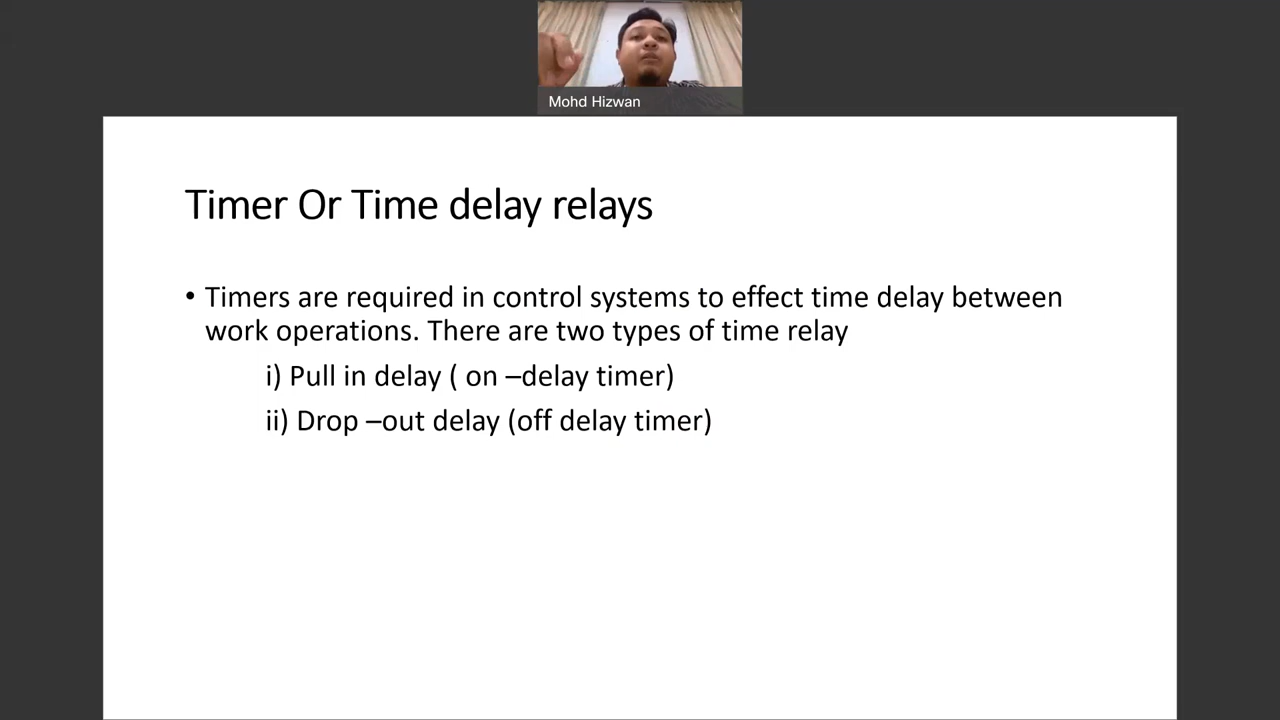 Mohd Hizwan
Timer Or Time delay relays
• Timers are required in control systems to effect time delay between
work operations. There are two types of time relay
i) Pull in delay ( on –delay timer)
ii) Drop –out delay (off delay timer)